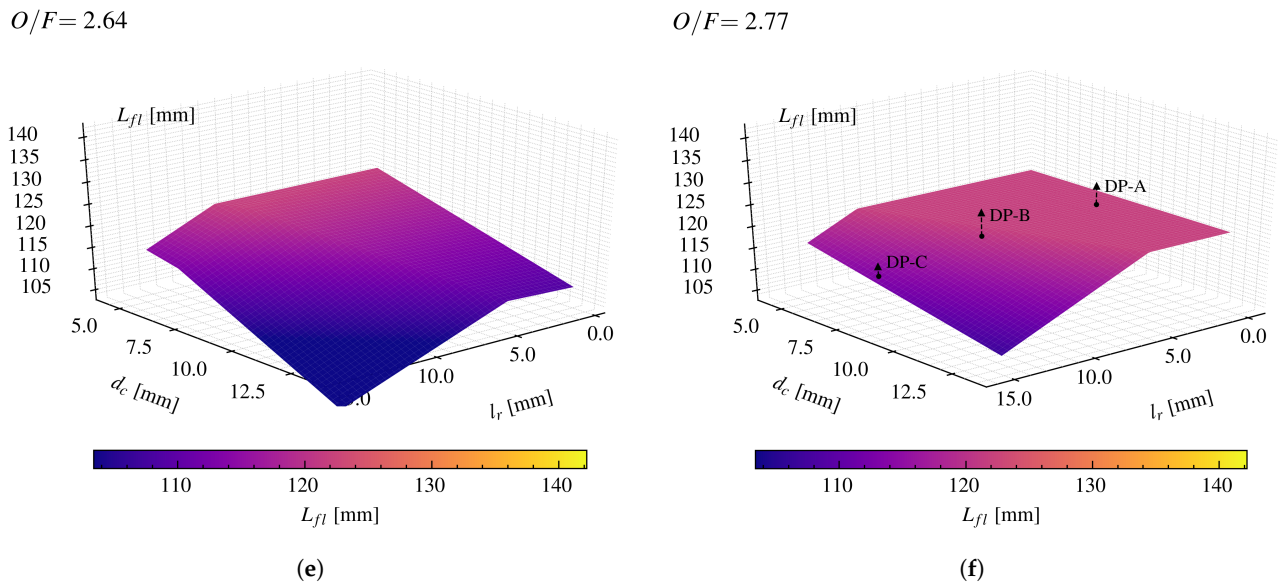 O/F = 2.64
L_fl [mm]
140
135
130
125
120
115
110
105
5.0
7.5
10.0
12.5
d_c [mm]
0.0
5.0
10.0
l_r [mm]
110 120 130 140
L_fl [mm]
(e)
O/F = 2.77
L_fl [mm]
140
135
130
125
120
115
110
105
DP-A
DP-B
DP-C
5.0
7.5
10.0
12.5
d_c [mm]
0.0
5.0
10.0
15.0
l_r [mm]
110 120 130 140
L_fl [mm]
(f)